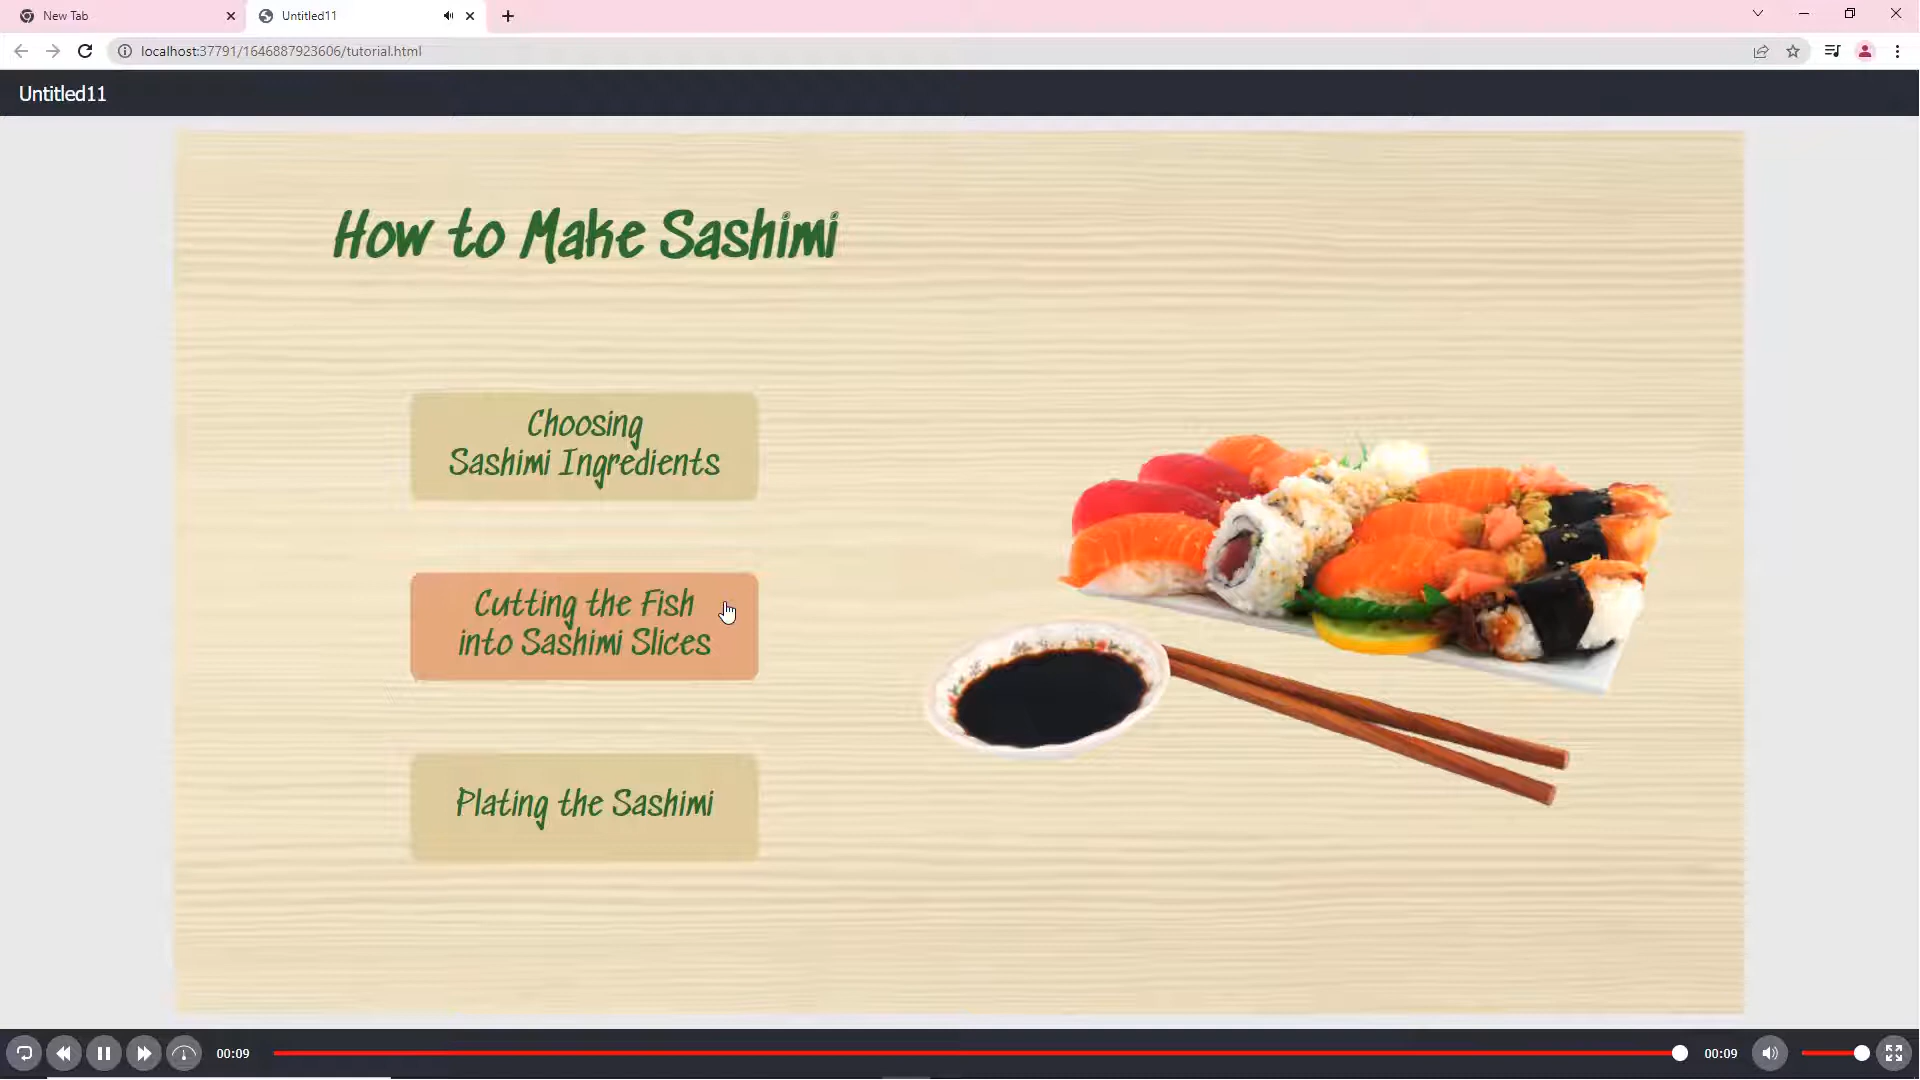 New Tab
Untitled11
localhost:37791/1646887923606/tutorial.html
Untitled11
How to Make Sashimi
Choosing
Sashimi Ingredients
Cutting the Fish
into Sashimi Slices
Plating the Sashimi
00:09
00:09